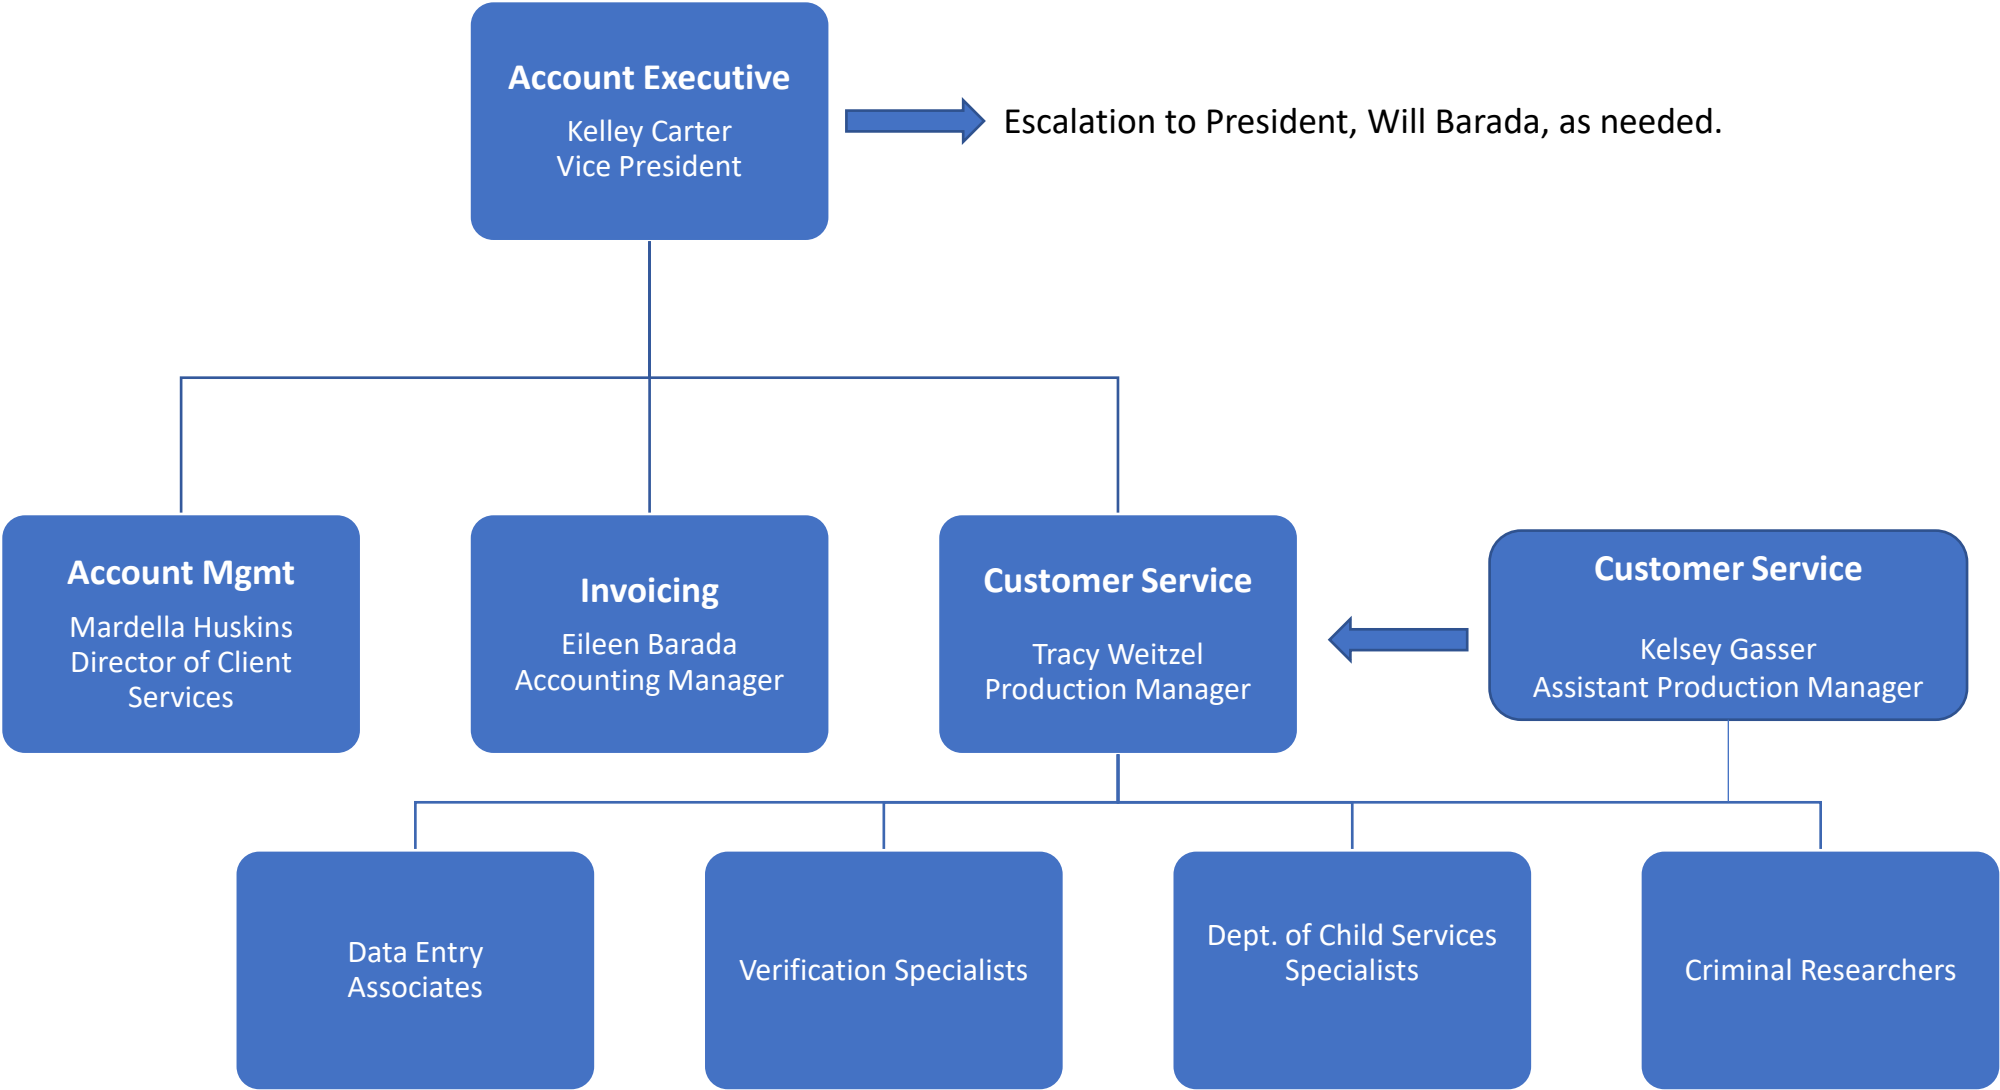 Account Executive
Kelley Carter
Vice President
Escalation to President, Will Barada, as needed.
Account Mgmt
Mardella Huskins
Director of Client
Services
Invoicing
Eileen Barada
Accounting Manager
Customer Service
Tracy Weitzel
Production Manager
Customer Service
Kelsey Gasser
Assistant Production Manager
Data Entry
Associates
Verification Specialists
Dept. of Child Services
Specialists
Criminal Researchers